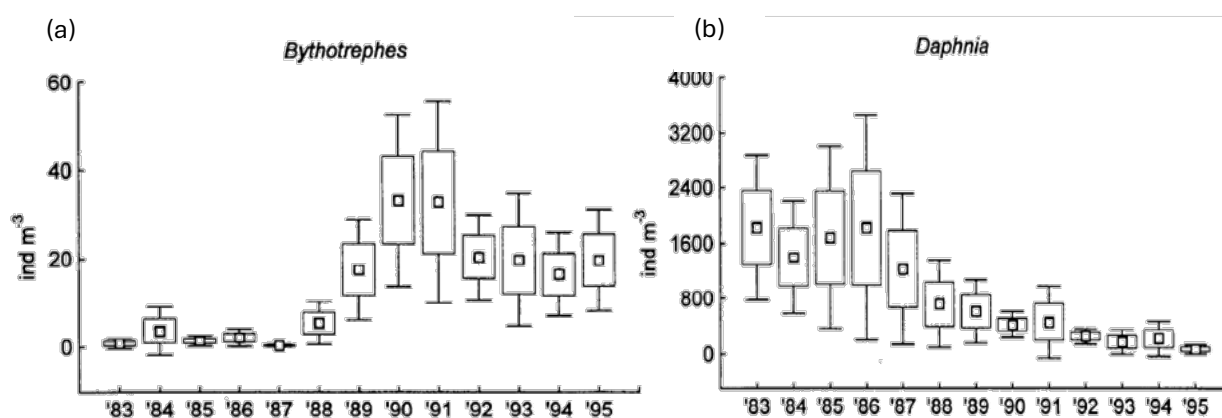 (a)
Bythotrephes
60
40
20
0
ind m-3
'83 '84 '85 '86 '87 '88 '89 '90 '91 '92 '93 '94 '95
(b)
Daphnia
4000
3200
2400
1600
800
0
ind m-3
'83 '84 '85 '86 '87 '88 '89 '90 '91 '92 '93 '94 '95